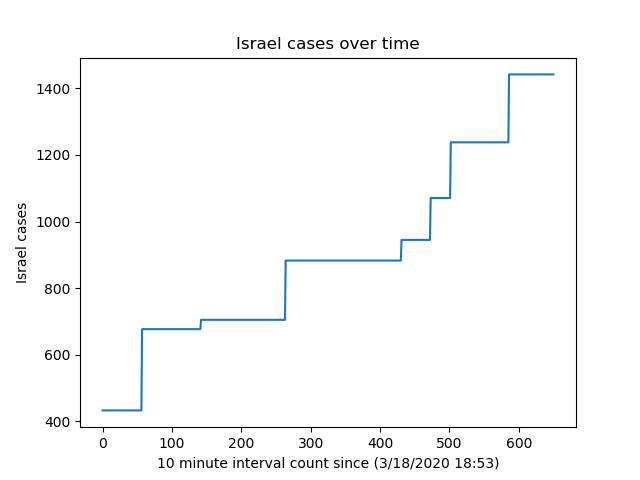 Israel cases over time
1400
1200
1000
800
600
400
Israel cases
0 100 200 300 400 500 600
10 minute interval count since (3/18/2020 18:53)